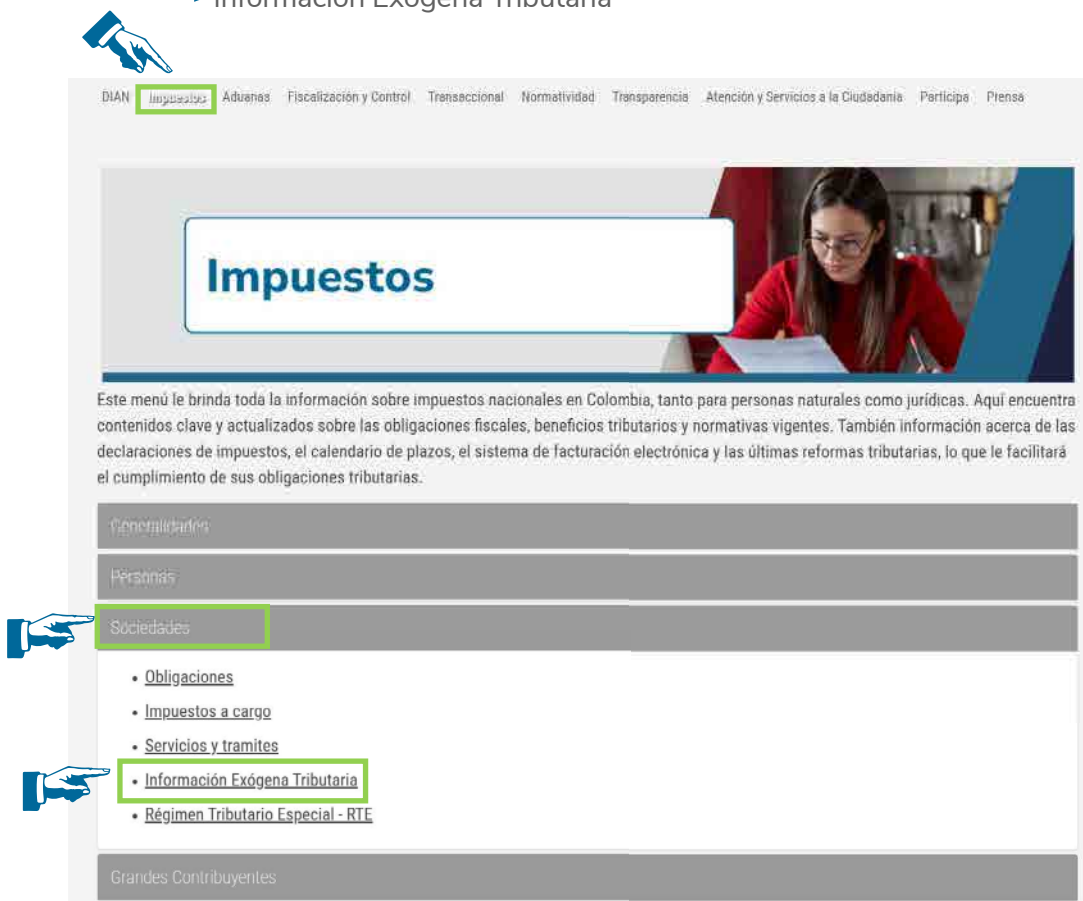 Información Exógena Tributaria
DIAN Impuestos Aduanas Fiscalización y Control Transaccional Normatividad Transparencia Atención y Servicios a la Ciudadanía Participa Prensa
Impuestos
Este menú le brinda toda la información sobre impuestos nacionales en Colombia, tanto para personas naturales como jurídicas. Aquí encuentra
contenidos clave y actualizados sobre las obligaciones fiscales, beneficios tributarios y normativas vigentes. También información acerca de las
declaraciones de impuestos, el calendario de plazos, el sistema de facturación electrónica y las últimas reformas tributarias, lo que le facilitará
el cumplimiento de sus obligaciones tributarias.
Generalidades
Personas
Sociedades
• Obligaciones
• Impuestos a cargo
• Servicios y tramites
• Información Exógena Tributaria
• Régimen Tributario Especial - RTE
Grandes Contribuyentes